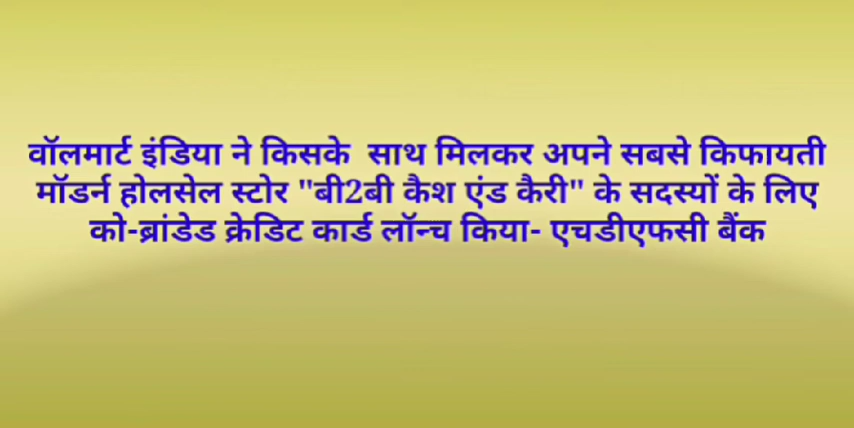 वॉलमार्ट इंडिया ने किसके साथ मिलकर अपने सबसे किफायती
मॉडर्न होलसेल स्टोर "बी2बी कैश एंड कैरी" के सदस्यों के लिए
को-ब्रांडेड क्रेडिट कार्ड लॉन्च किया- एचडीएफसी बैंक